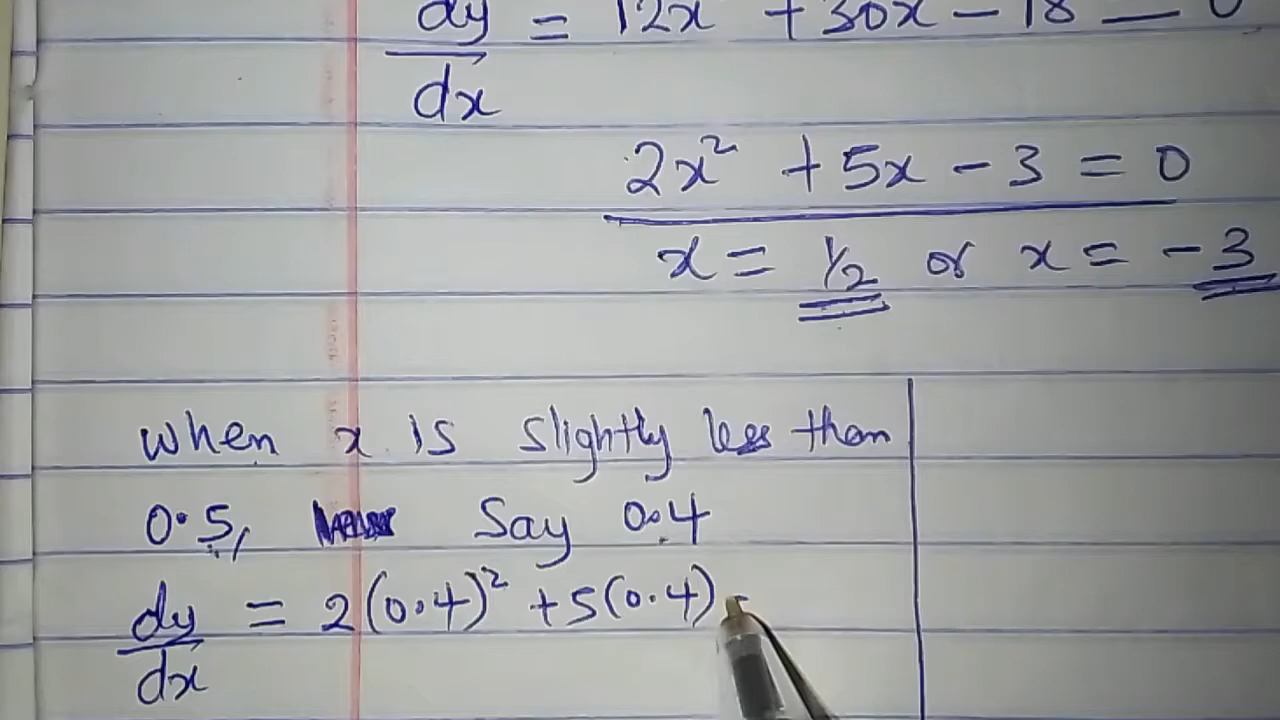 dy/dx = 12x + 30x - 18 = 0
2x² + 5x - 3 = 0
x = 1/2 or x = -3
When x is slightly less than
0.5, Say 0.4
dy/dx = 2(0.4)² + 5(0.4) -